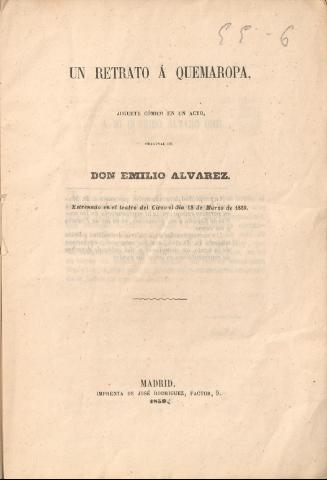 55-6
UN RETRATO Á QUEMAROPA,
JUGUETE CÓMICO EN UN ACTO,
ORIGINAL DE
DON EMILIO ALVAREZ.
Estrenado en el teatro del Circo el dia 18 de Marzo de 1859.
MADRID.
IMPRENTA DE JOSÉ RODRIGUEZ, FACTOR, 9.
1859.